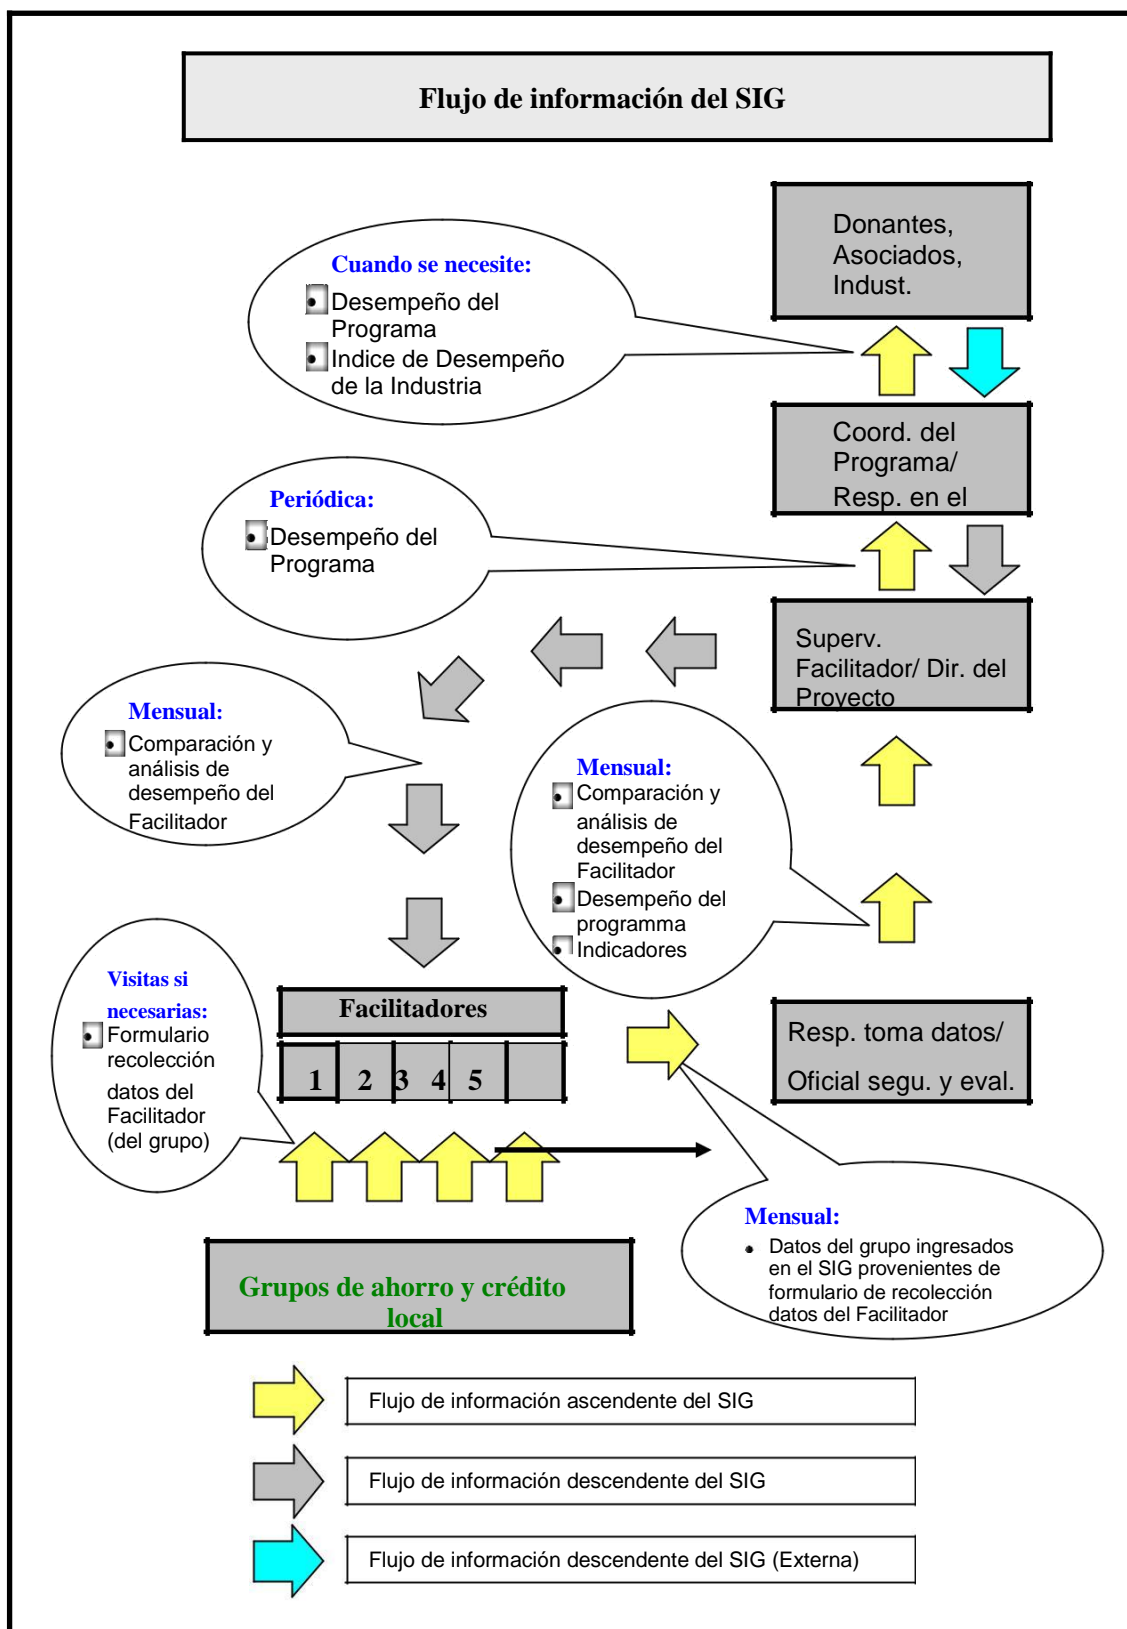 Flujo de información del SIG
Donantes,
Asociados,
Indust.
Cuando se necesite:
• Desempeño del
Programa
• Indice de Desempeño
de la Industria
Coord. del
Programa/
Resp. en el
Periódica:
• Desempeño del
Programa
Superv.
Facilitador/ Dir. del
Proyecto
Mensual:
• Comparación y
análisis de
desempeño del
Facilitador
Mensual:
• Comparación y
análisis de
desempeño del
Facilitador
• Desempeño del
programma
• Indicadores
Visitas si
necesarias:
• Formulario
recolección
datos del
Facilitador
(del grupo)
Facilitadores
1 2 3 4 5
Resp. toma datos/
Oficial segu. y eval.
Mensual:
• Datos del grupo ingresados
en el SIG provenientes de
formulario de recolección
datos del Facilitador
Grupos de ahorro y crédito
local
Flujo de información ascendente del SIG
Flujo de información descendente del SIG
Flujo de información descendente del SIG (Externa)